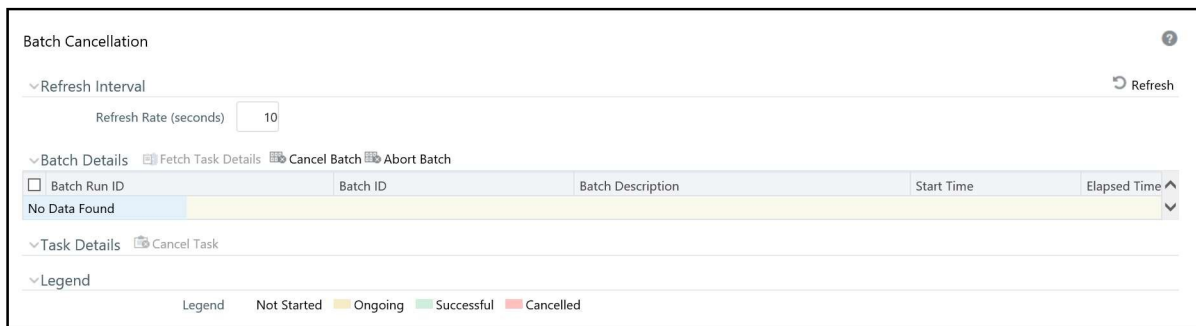 Batch Cancellation
?
Refresh Interval
Refresh
Refresh Rate (seconds) 10
Batch Details Fetch Task Details Cancel Batch Abort Batch
Batch Run ID Batch ID Batch Description Start Time Elapsed Time
No Data Found
Task Details Cancel Task
Legend
Legend Not Started Ongoing Successful Cancelled